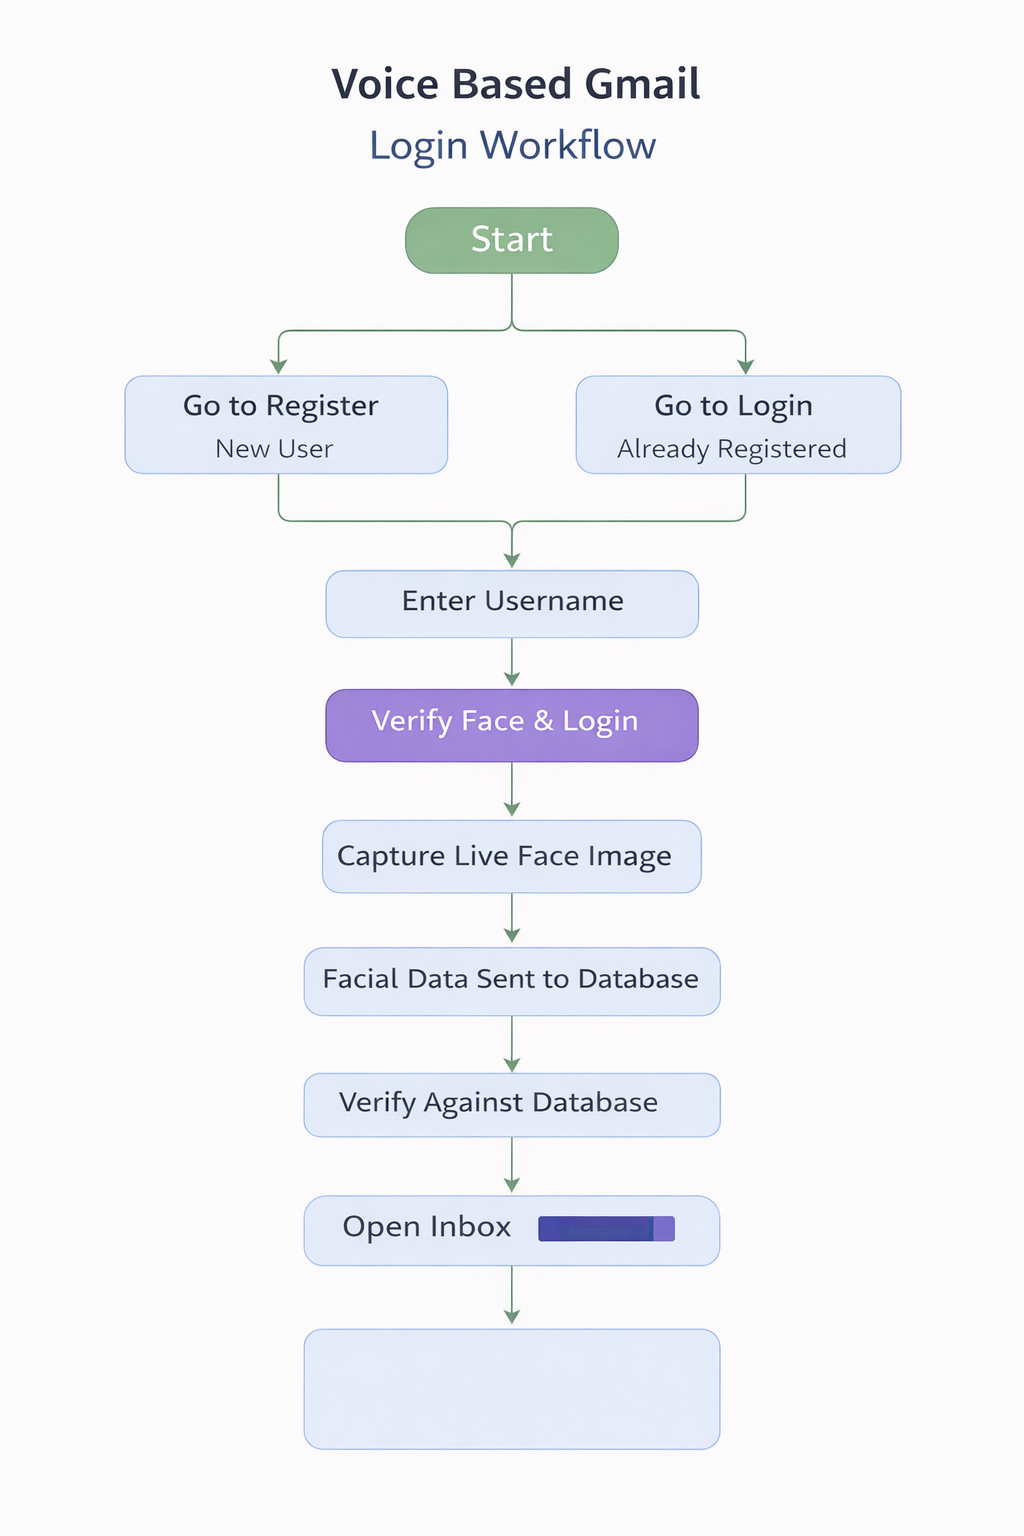 Voice Based Gmail
Login Workflow
Start
Go to Register
New User
Go to Login
Already Registered
Enter Username
Verify Face & Login
Capture Live Face Image
Facial Data Sent to Database
Verify Against Database
Open Inbox